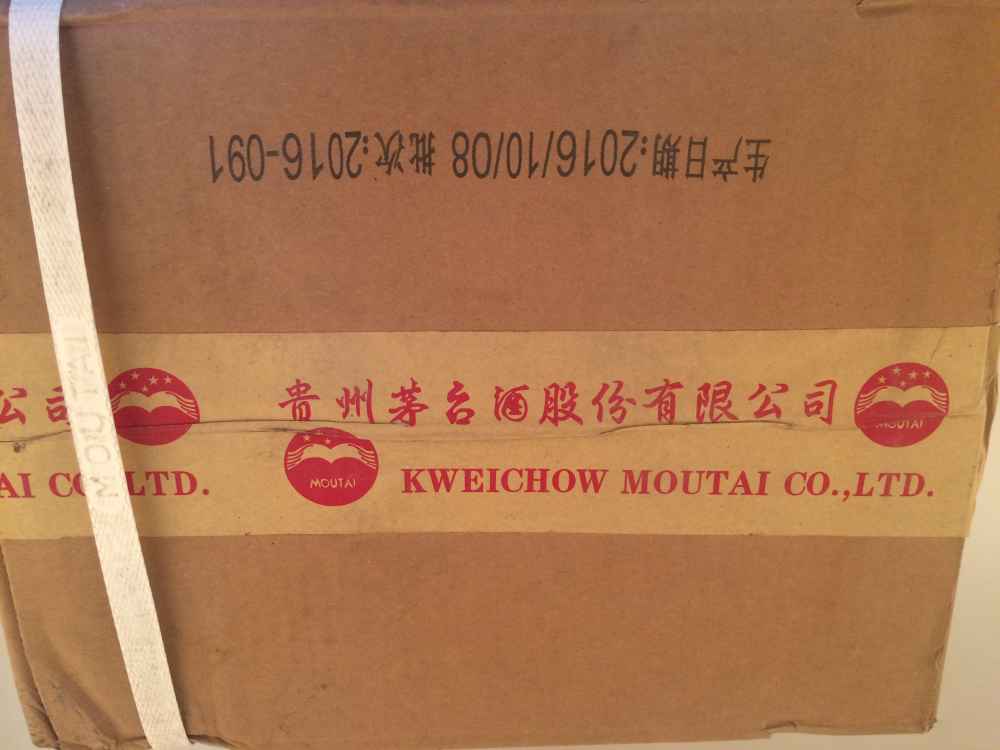 生产日期:2016/10/08 批次:2016-091
公司 贵州茅台酒股份有限公司
MOUTAI
AI CO.,LTD. MOUTAI KWEICHOW MOUTAI CO.,LTD.
MOUTAI